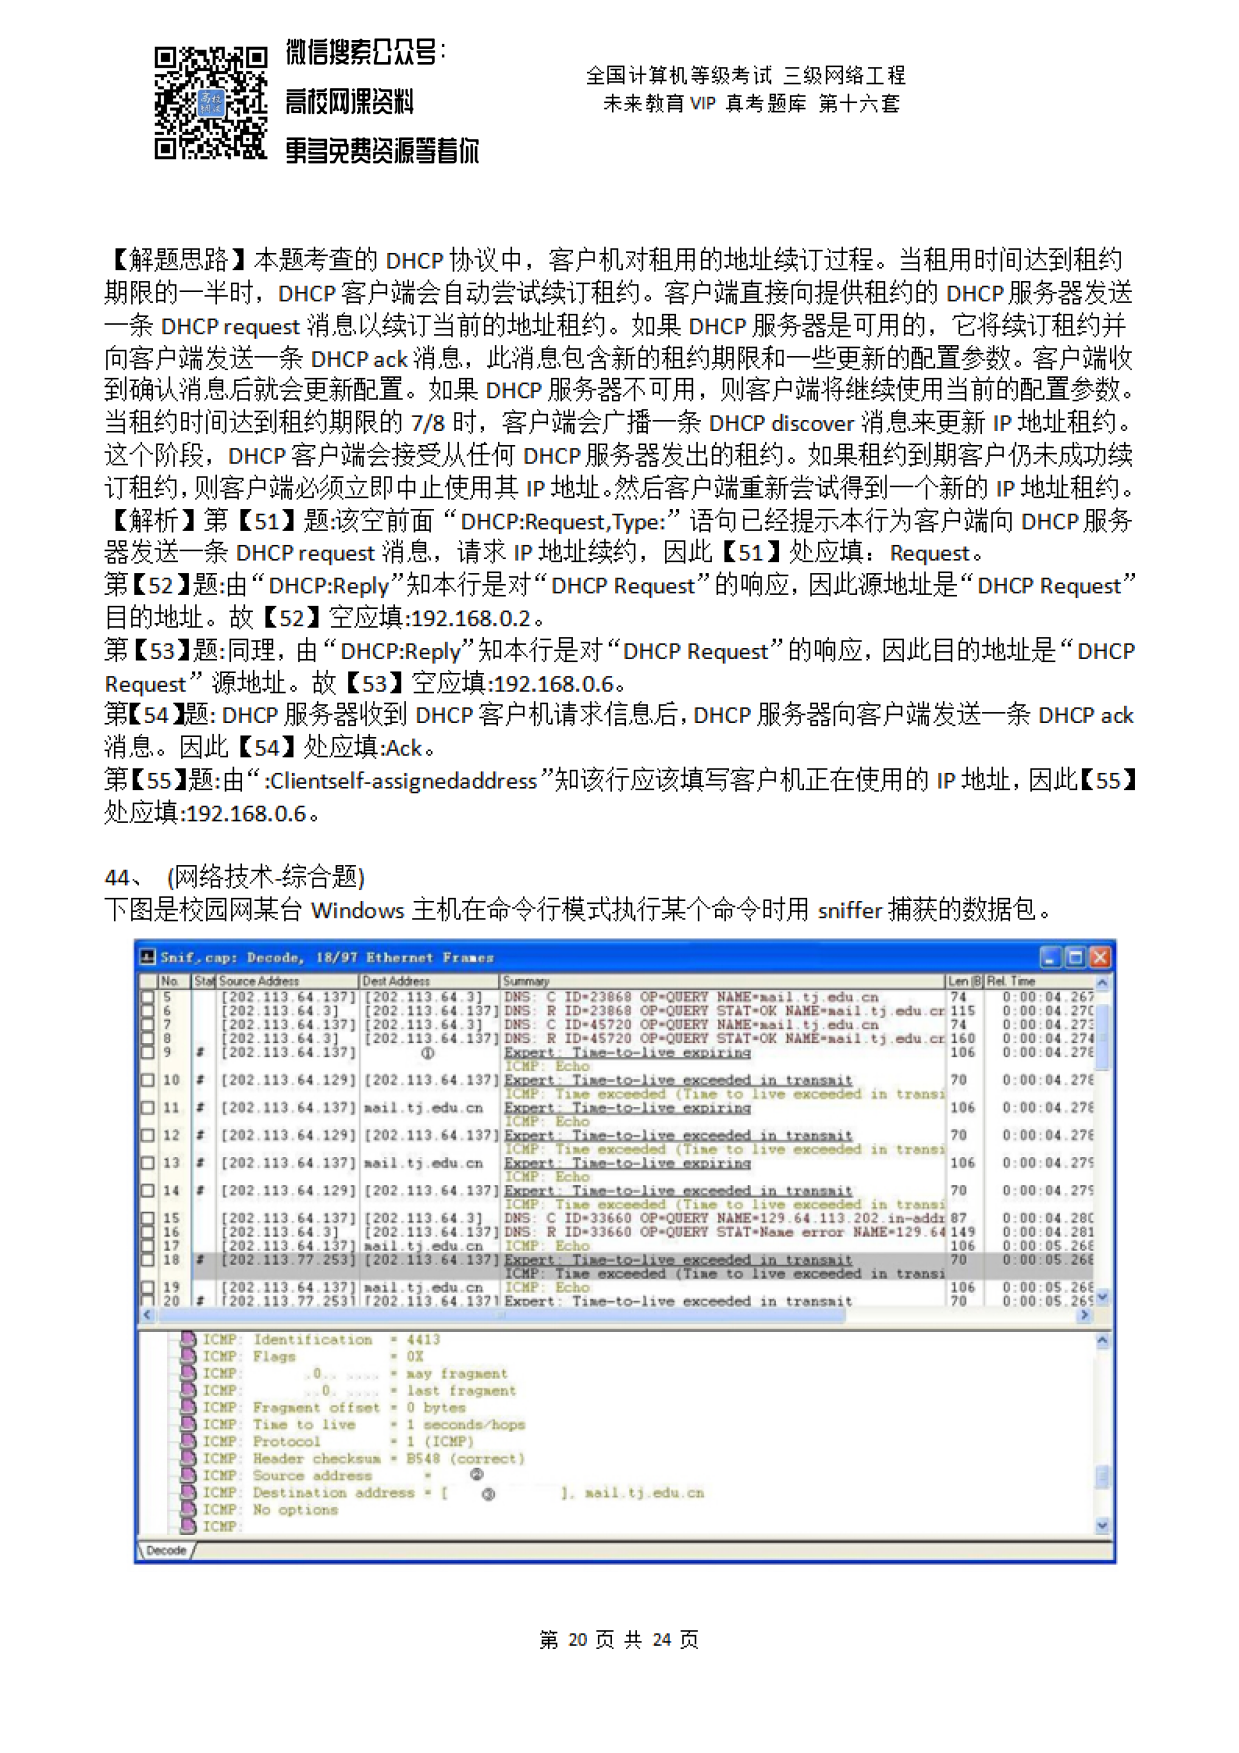 微信搜索公众号：
高校网课资料
更多免费资源等着你
高校
全国计算机等级考试 三级网络工程
未来教育 VIP 真考题库 第十六套
【解题思路】本题考查的 DHCP 协议中，客户机对租用的地址续订过程。当租用时间达到租约
期限的一半时，DHCP 客户端会自动尝试续订租约。客户端直接向提供租约的 DHCP 服务器发送
一条 DHCP request 消息以续订当前的地址租约。如果 DHCP 服务器是可用的，它将续订租约并
向客户端发送一条 DHCP ack 消息，此消息包含新的租约期限和一些更新的配置参数。客户端收
到确认消息后就会更新配置。如果 DHCP 服务器不可用，则客户端将继续使用当前的配置参数。
当租约时间达到租约期限的 7/8 时，客户端会广播一条 DHCP discover 消息来更新 IP 地址租约。
这个阶段，DHCP 客户端会接受从任何 DHCP 服务器发出的租约。如果租约到期客户仍未成功续
订租约，则客户端必须立即中止使用其 IP 地址。然后客户端重新尝试得到一个新的 IP 地址租约。
【解析】第【51】题:该空前面“DHCP:Request,Type:”语句已经提示本行为客户端向 DHCP 服务
器发送一条 DHCP request 消息，请求 IP 地址续约，因此【51】处应填：Request。
第【52】题:由“DHCP:Reply”知本行是对“DHCP Request”的响应，因此源地址是“DHCP Request”
目的地址。故【52】空应填:192.168.0.2。
第【53】题:同理，由“DHCP:Reply”知本行是对“DHCP Request”的响应，因此目的地址是“DHCP
Request”源地址。故【53】空应填:192.168.0.6。
第【54】题: DHCP 服务器收到 DHCP 客户机请求信息后，DHCP 服务器向客户端发送一条 DHCP ack
消息。因此【54】处应填:Ack。
第【55】题:由“:Clientself-assignedaddress”知该行应该填写客户机正在使用的 IP 地址，因此【55】
处应填:192.168.0.6。
44、 (网络技术-综合题)
下图是校园网某台 Windows 主机在命令行模式执行某个命令时用 sniffer 捕获的数据包。
Snif.cap: Decode, 18/97 Ethernet Frames
No. Stat Source Address Dest Address Summary Len (B Rel. Time
5 [202.113.64.137] [202.113.64.3] DNS: C ID=23868 OP=QUERY NAME=mail.tj.edu.cn 74 0:00:04.267
6 [202.113.64.3] [202.113.64.137] DNS: R ID=23868 OP=QUERY STAT=OK NAME=mail.tj.edu.cr 115 0:00:04.270
7 [202.113.64.137] [202.113.64.3] DNS: C ID=45720 OP=QUERY NAME=mail.tj.edu.cn 74 0:00:04.273
8 [202.113.64.3] [202.113.64.137] DNS: R ID=45720 OP=QUERY STAT=OK NAME=mail.tj.edu.cr 160 0:00:04.274
9 # [202.113.64.137] ① Expert: Time-to-live expiring 106 0:00:04.278
ICMP: Echo
10 # [202.113.64.129] [202.113.64.137] Expert: Time-to-live exceeded in transmit 70 0:00:04.278
ICMP: Time exceeded (Time to live exceeded in transi
11 # [202.113.64.137] mail.tj.edu.cn Expert: Time-to-live expiring 106 0:00:04.278
ICMP: Echo
12 # [202.113.64.129] [202.113.64.137] Expert: Time-to-live exceeded in transmit 70 0:00:04.278
ICMP: Time exceeded (Time to live exceeded in transi
13 # [202.113.64.137] mail.tj.edu.cn Expert: Time-to-live expiring 106 0:00:04.279
ICMP: Echo
14 # [202.113.64.129] [202.113.64.137] Expert: Time-to-live exceeded in transmit 70 0:00:04.279
ICMP: Time exceeded (Time to live exceeded in transi
15 [202.113.64.137] [202.113.64.3] DNS: C ID=33660 OP=QUERY NAME=129.64.113.202.in-addr 87 0:00:04.280
16 [202.113.64.3] [202.113.64.137] DNS: R ID=33660 OP=QUERY STAT=Name error NAME=129.64 149 0:00:04.281
17 [202.113.64.137] mail.tj.edu.cn ICMP: Echo 106 0:00:05.268
18 # [202.113.77.253] [202.113.64.137] Expert: Time-to-live exceeded in transmit 70 0:00:05.268
ICMP: Time exceeded (Time to live exceeded in transi
19 [202.113.64.137] mail.tj.edu.cn ICMP: Echo 106 0:00:05.268
20 # [202.113.77.253] [202.113.64.137] Expert: Time-to-live exceeded in transmit 70 0:00:05.269
ICMP: Identification = 4413
ICMP: Flags = 0X
ICMP: .0.. .... = may fragment
ICMP: ..0. .... = last fragment
ICMP: Fragment offset = 0 bytes
ICMP: Time to live = 1 seconds/hops
ICMP: Protocol = 1 (ICMP)
ICMP: Header checksum = B548 (correct)
ICMP: Source address = ②
ICMP: Destination address = [ ③ ], mail.tj.edu.cn
ICMP: No options
ICMP:
Decode
第 20 页 共 24 页